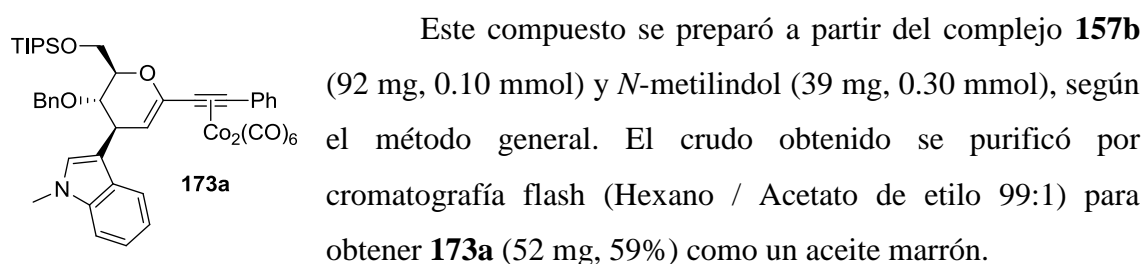 TIPSO
O
BnO
Ph
Co2(CO)6
N
173a
Este compuesto se preparó a partir del complejo 157b
(92 mg, 0.10 mmol) y N-metilindol (39 mg, 0.30 mmol), según
el método general. El crudo obtenido se purificó por
cromatografía flash (Hexano / Acetato de etilo 99:1) para
obtener 173a (52 mg, 59%) como un aceite marrón.